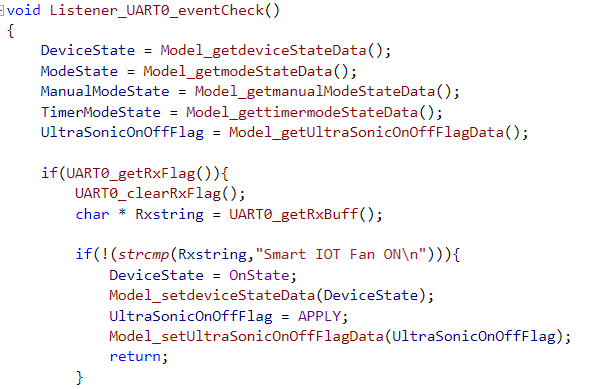 void Listener_UART0_eventCheck()
{
    DeviceState = Model_getdeviceStateData();
    ModeState = Model_getmodeStateData();
    ManualModeState = Model_getmanualModeStateData();
    TimerModeState = Model_gettimermodeStateData();
    UltraSonicOnOffFlag = Model_getUltraSonicOnOffFlagData();

    if(UART0_getRxFlag()){
        UART0_clearRxFlag();
        char * Rxstring = UART0_getRxBuff();

        if(!(strcmp(Rxstring,"Smart IOT Fan ON\n"))){
            DeviceState = OnState;
            Model_setdeviceStateData(DeviceState);
            UltraSonicOnOffFlag = APPLY;
            Model_setUltraSonicOnOffFlagData(UltraSonicOnOffFlag);
            return;
        }